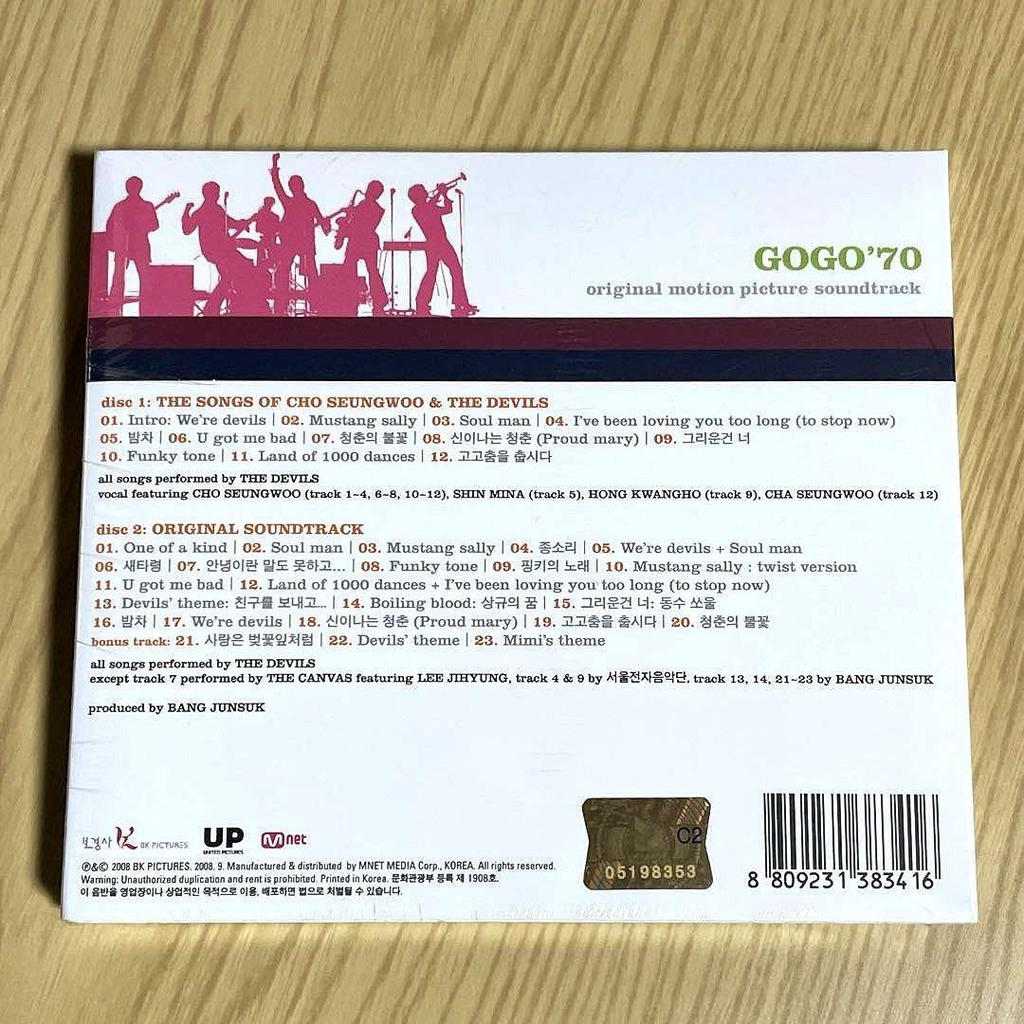 GOGO'70
original motion picture soundtrack
disc 1: THE SONGS OF CHO SEUNGWOO & THE DEVILS
01. Intro: We're devils | 02. Mustang sally | 03. Soul man | 04. I've been loving you too long (to stop now)
05. 밤차 | 06. U got me bad | 07. 청춘의 불꽃 | 08. 신이나는 청춘 (Proud mary) | 09. 그리운건 너
10. Funky tone | 11. Land of 1000 dances | 12. 고고춤을 춥시다
all songs performed by THE DEVILS
vocal featuring CHO SEUNGWOO (track 1~4, 6~8, 10~12), SHIN MINA (track 5), HONG KWANGHO (track 9), CHA SEUNGWOO (track 12)
disc 2: ORIGINAL SOUNDTRACK
01. One of a kind | 02. Soul man | 03. Mustang sally | 04. 종소리 | 05. We're devils + Soul man
06. 새타령 | 07. 안녕이란 말도 못하고... | 08. Funky tone | 09. 핑키의 노래 | 10. Mustang sally : twist version
11. U got me bad | 12. Land of 1000 dances + I've been loving you too long (to stop now)
13. Devils' theme: 친구를 보내고... | 14. Boiling blood: 상규의 꿈 | 15. 그리운건 너: 동수 쏘울
16. 밤차 | 17. We're devils | 18. 신이나는 청춘 (Proud mary) | 19. 고고춤을 춥시다 | 20. 청춘의 불꽃
bonus track: 21. 사랑은 벚꽃잎처럼 | 22. Devils' theme | 23. Mimi's theme
all songs performed by THE DEVILS
except track 7 performed by THE CANVAS featuring LEE JIHYUNG, track 4 & 9 by 서울전자음악단, track 13, 14, 21~23 by BANG JUNSUK
produced by BANG JUNSUK
보경사 BK PICTURES UP UNITED PICTURES Mnet
C2
05198353
8 809231 383416
℗&© 2008 BK PICTURES. 2008. 9. Manufactured & distributed by MNET MEDIA Corp., KOREA. All rights reserved.
Warning: Unauthorized duplication and rent is prohibited. Printed in Korea. 문화관광부 등록 제 1908호.
이 음반을 영업장이나 상업적인 목적으로 이용, 배포하면 법으로 처벌될 수 있습니다.